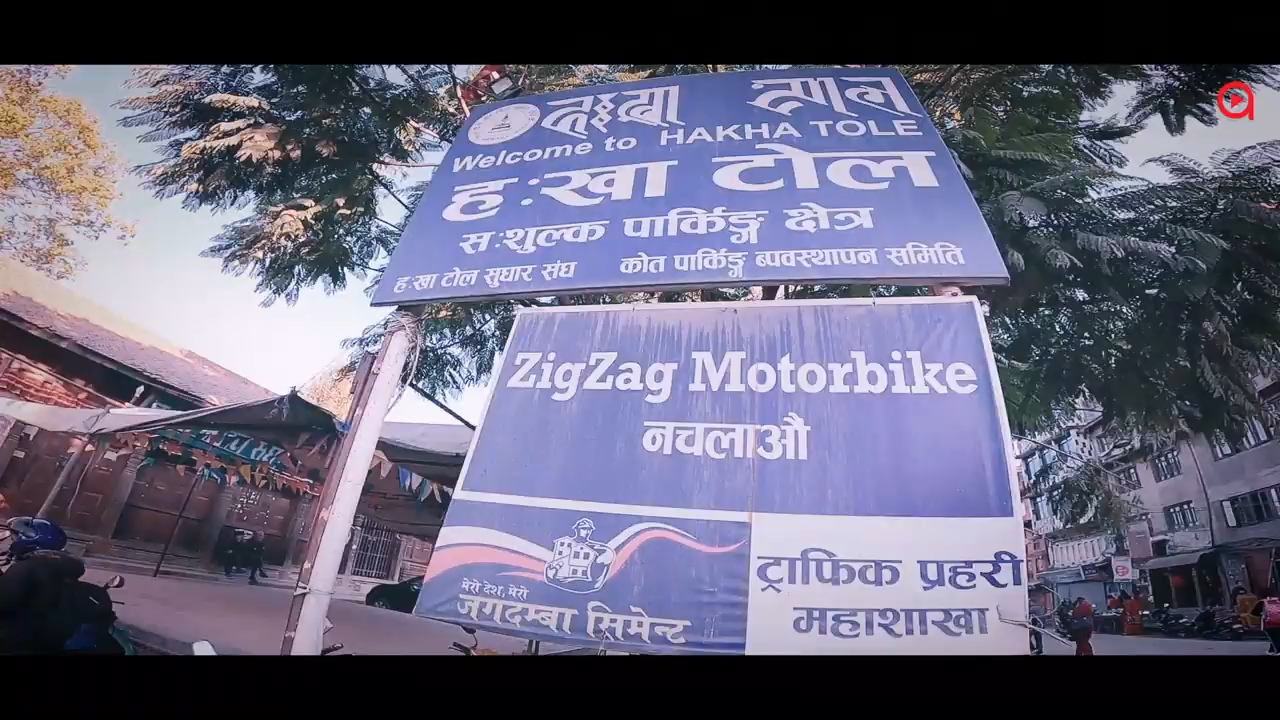 Welcome to HAKHA TOLE
हःखा टोल
सःशुल्क पार्किङ्ग क्षेत्र
हःखा टोल सुधार संघ कोत पार्किङ्ग ब्यवस्थापन समिति
ZigZag Motorbike
नचलाऔ
मेरो देश, मेरो
जगदम्बा सिमेन्ट
ट्राफिक प्रहरी
महाशाखा